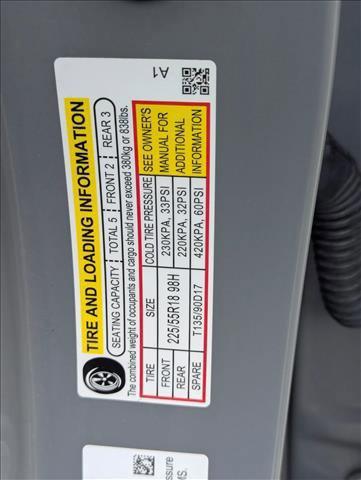 A1
TIRE AND LOADING INFORMATION
SEATING CAPACITY | TOTAL 5 | FRONT 2 | REAR 3
The combined weight of occupants and cargo should never exceed 380kg or 838lbs.
TIRE SIZE COLD TIRE PRESSURE SEE OWNER'S
FRONT 225/55R18 98H 230KPA, 33PSI MANUAL FOR
REAR 220KPA, 32PSI ADDITIONAL
SPARE T135/90D17 420KPA, 60PSI INFORMATION
ssure
MS.